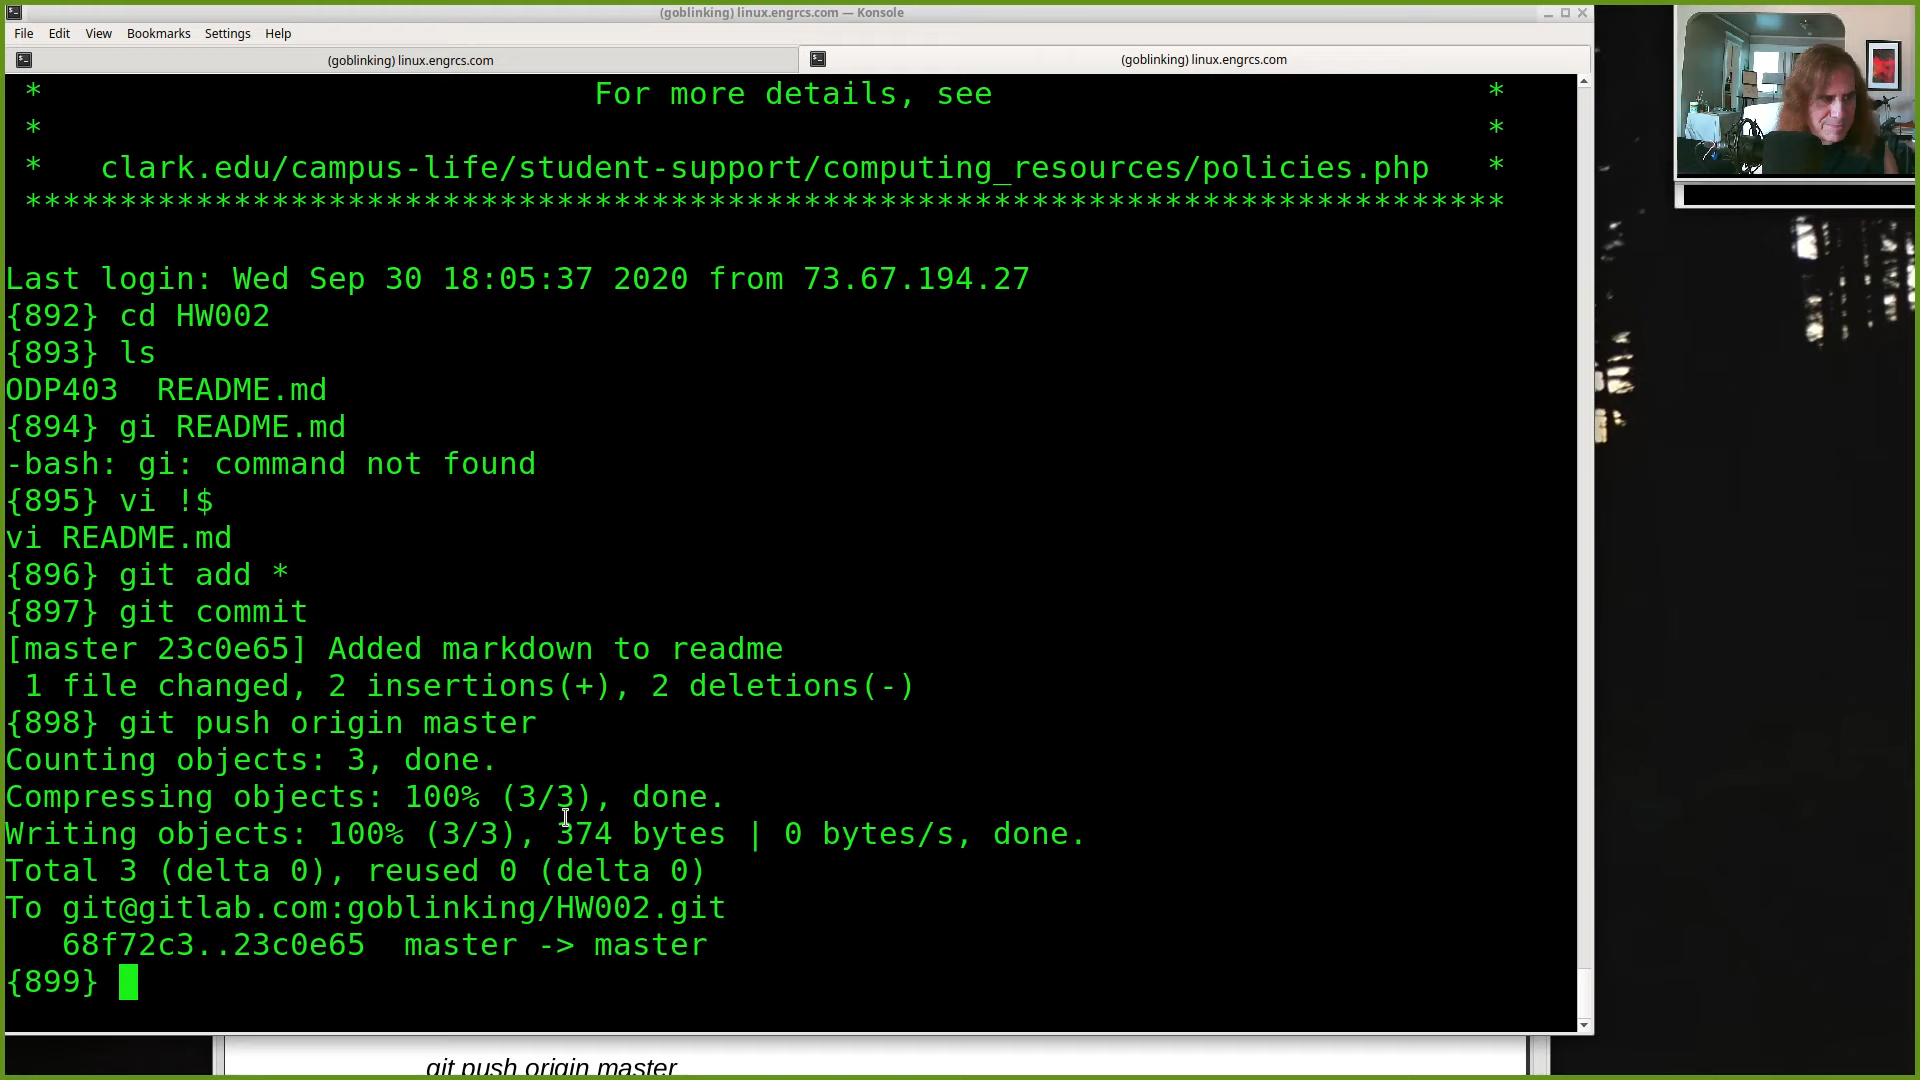 (goblinking) linux.engrcs.com — Konsole
File Edit View Bookmarks Settings Help
(goblinking) linux.engrcs.com (goblinking) linux.engrcs.com
* For more details, see *
* *
* clark.edu/campus-life/student-support/computing_resources/policies.php *
******************************************************************************
Last login: Wed Sep 30 18:05:37 2020 from 73.67.194.27
{892} cd HW002
{893} ls
ODP403  README.md
{894} gi README.md
-bash: gi: command not found
{895} vi !$
vi README.md
{896} git add *
{897} git commit
[master 23c0e65] Added markdown to readme
 1 file changed, 2 insertions(+), 2 deletions(-)
{898} git push origin master
Counting objects: 3, done.
Compressing objects: 100% (3/3), done.
Writing objects: 100% (3/3), 374 bytes | 0 bytes/s, done.
Total 3 (delta 0), reused 0 (delta 0)
To git@gitlab.com:goblinking/HW002.git
   68f72c3..23c0e65  master -> master
{899}
git push origin master